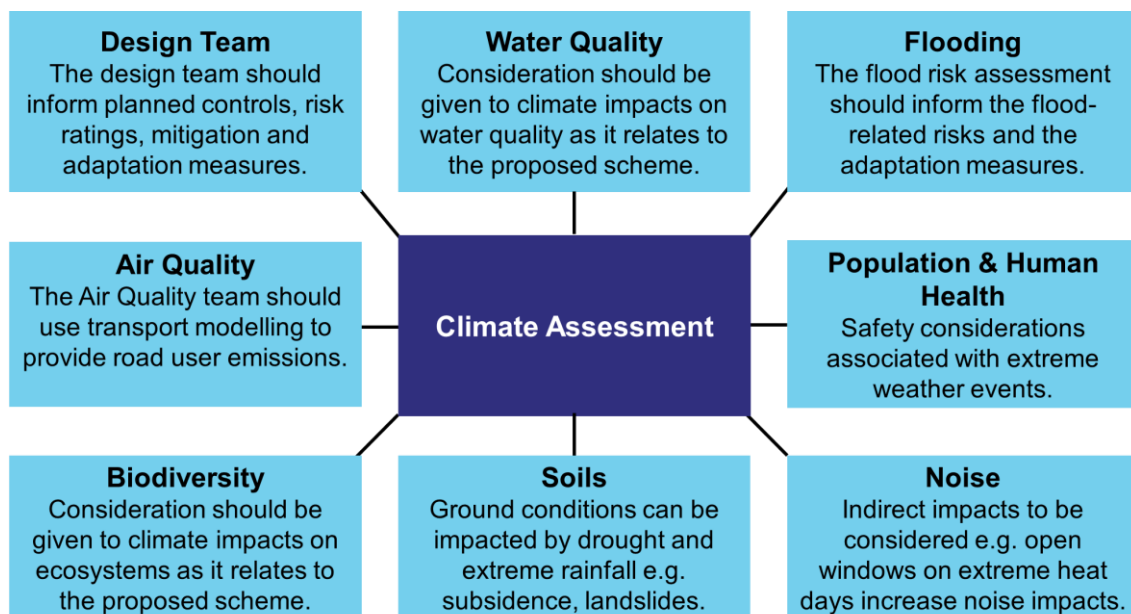 Design Team
The design team should
inform planned controls, risk
ratings, mitigation and
adaptation measures.
Water Quality
Consideration should be
given to climate impacts on
water quality as it relates to
the proposed scheme.
Flooding
The flood risk assessment
should inform the flood-
related risks and the
adaptation measures.
Air Quality
The Air Quality team should
use transport modelling to
provide road user emissions.
Climate Assessment
Population & Human
Health
Safety considerations
associated with extreme
weather events.
Biodiversity
Consideration should be
given to climate impacts on
ecosystems as it relates to
the proposed scheme.
Soils
Ground conditions can be
impacted by drought and
extreme rainfall e.g.
subsidence, landslides.
Noise
Indirect impacts to be
considered e.g. open
windows on extreme heat
days increase noise impacts.